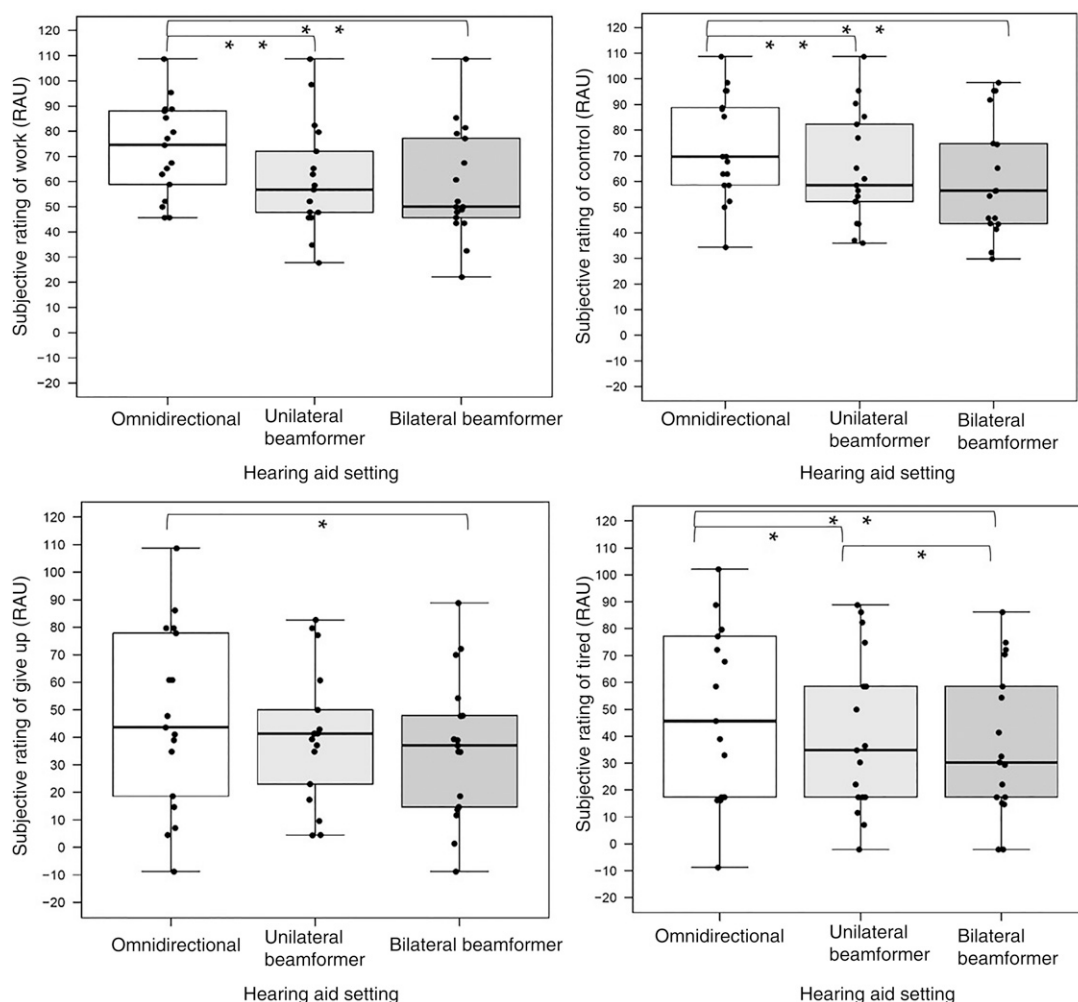 * *
* *
120
110
100
90
80
70
60
50
40
30
20
10
0
−10
−20
Subjective rating of work (RAU)
Omnidirectional
Unilateral
beamformer
Bilateral beamformer
Hearing aid setting
* *
* *
120
110
100
90
80
70
60
50
40
30
20
10
0
−10
−20
Subjective rating of control (RAU)
Omnidirectional
Unilateral
beamformer
Bilateral
beamformer
Hearing aid setting
*
120
110
100
90
80
70
60
50
40
30
20
10
0
−10
−20
Subjective rating of give up (RAU)
Omnidirectional
Unilateral
beamformer
Bilateral beamformer
Hearing aid setting
* *
*
*
120
110
100
90
80
70
60
50
40
30
20
10
0
−10
−20
Subjective rating of tired (RAU)
Omnidirectional
Unilateral
beamformer
Bilateral
beamformer
Hearing aid setting